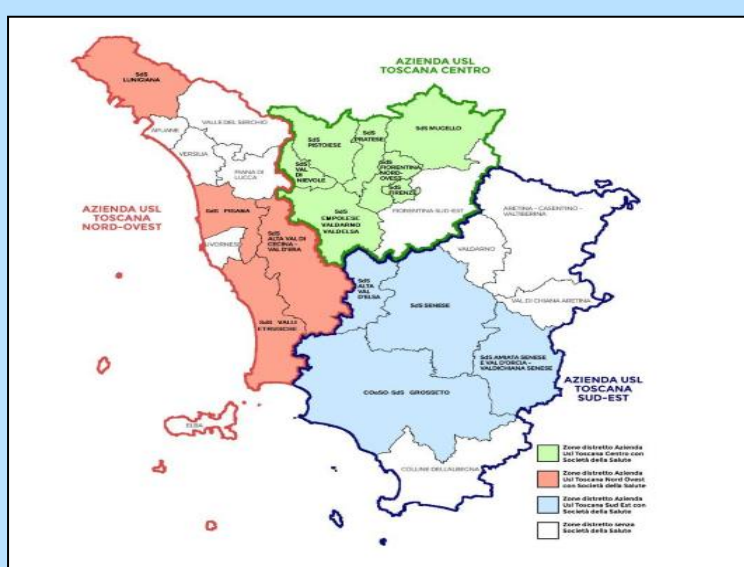 AZIENDA USL
TOSCANA CENTRO
SdS
LUNIGIANA
VALLE DEL SERCHIO
APUANE
VERSILIA
PIANA DI
LUCCA
SdS
PISTOIESE
SdS
PRATESE
SdS MUGELLO
SdS
VAL
DI
NIEVOLE
SdS
FIORENTINA
NORD-
OVEST
SdS
FIRENZE
SdS
EMPOLESE
VALDARNO
VALDELSA
FIORENTINA SUD-EST
AZIENDA USL
TOSCANA
NORD-OVEST
SdS PISANA
LIVORNESE
SdS
ALTA VAL DI
CECINA -
VAL D'ERA
SdS VALLI
ETRUSCHE
ELBA
ARETINA - CASENTINO -
VALTIBERINA
VALDARNO
VAL DI CHIANA ARETINA
SdS
ALTA
VAL
D'ELSA
SdS SENESE
SdS AMIATA SENESE
E VAL D'ORCIA -
VALDICHIANA SENESE
COeSO SdS GROSSETO
COLLINE DELL'ALBEGNA
AZIENDA USL
TOSCANA
SUD-EST
Zone distretto Azienda
Usl Toscana Centro con
Società della Salute
Zone distretto Azienda
Usl Toscana Nord Ovest
con Società della Salute
Zone distretto Azienda
Usl Toscana Sud Est con
Società della Salute
Zone distretto senza
Società della Salute